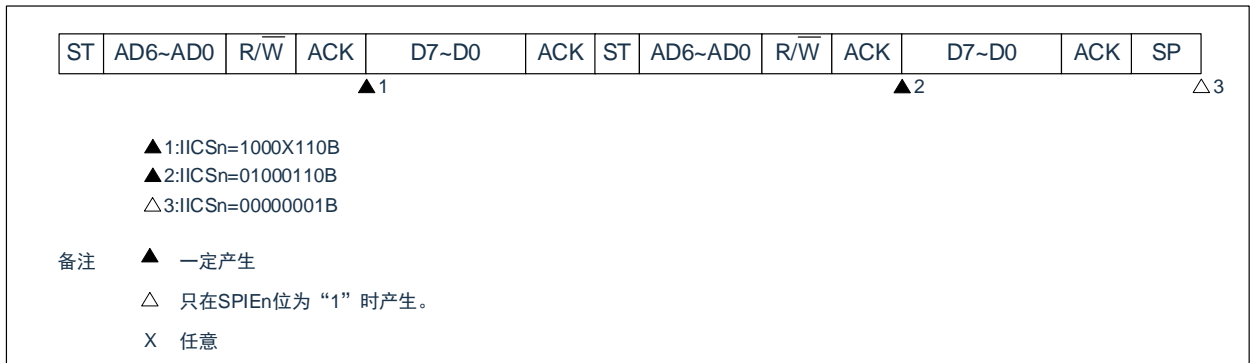 ST AD6~AD0 R/W̅ ACK D7~D0 ACK ST AD6~AD0 R/W̅ ACK D7~D0 ACK SP
▲1 ▲2 △3
▲1:IICSn=1000X110B
▲2:IICSn=01000110B
△3:IICSn=00000001B
备注 ▲ 一定产生
△ 只在SPIEn位为“1”时产生。
X 任意